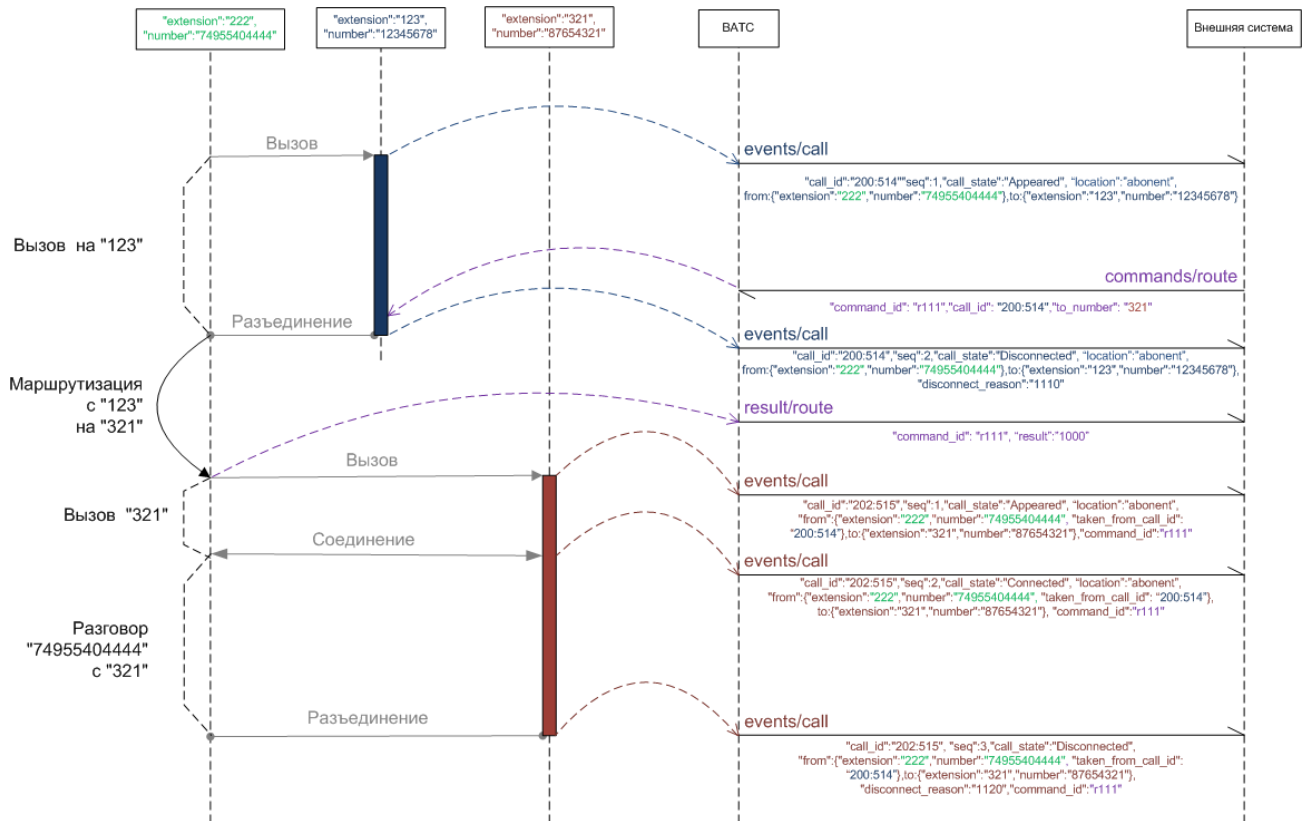 "extension":"222",
"number":"74955404444"
"extension":"123",
"number":"12345678"
"extension":"321",
"number":"87654321"
ВАТС
Внешняя система
Вызов
events/call
"call_id":"200:514""seq":1,"call_state":"Appeared", “location":"abonent",
from:{"extension":"222","number":"74955404444"},to:{"extension":"123","number":"12345678"}
Вызов на "123"
commands/route
"command_id": "r111","call_id": "200:514","to_number": "321"
Разъединение
events/call
"call_id":"200:514","seq":2,"call_state":"Disconnected", “location":"abonent",
from:{"extension":"222","number":"74955404444"},to:{"extension":"123","number":"12345678"},
"disconnect_reason":"1110"
Маршрутизация
с "123"
на "321"
result/route
"command_id": "r111", “result":"1000"
Вызов
events/call
"call_id":"202:515","seq":1,"call_state":"Appeared", “location":"abonent",
"from":{"extension":"222","number":"74955404444", "taken_from_call_id":
“200:514"},to:{"extension":"321","number":"87654321"},"command_id":"r111"
Вызов "321"
Соединение
events/call
"call_id":"202:515","seq":2,"call_state":"Connected", “location":"abonent",
"from":{"extension":"222","number":"74955404444", "taken_from_call_id": “200:514"},
to:{"extension":"321","number":"87654321"}, "command_id":"r111"
Разговор
"74955404444"
с "321"
Разъединение
events/call
"call_id":"202:515", "seq":3,"call_state":"Disconnected",
"from":{"extension":"222","number":"74955404444", "taken_from_call_id":
“200:514"},to:{"extension":"321","number":"87654321"},
"disconnect_reason":"1120","command_id":"r111"